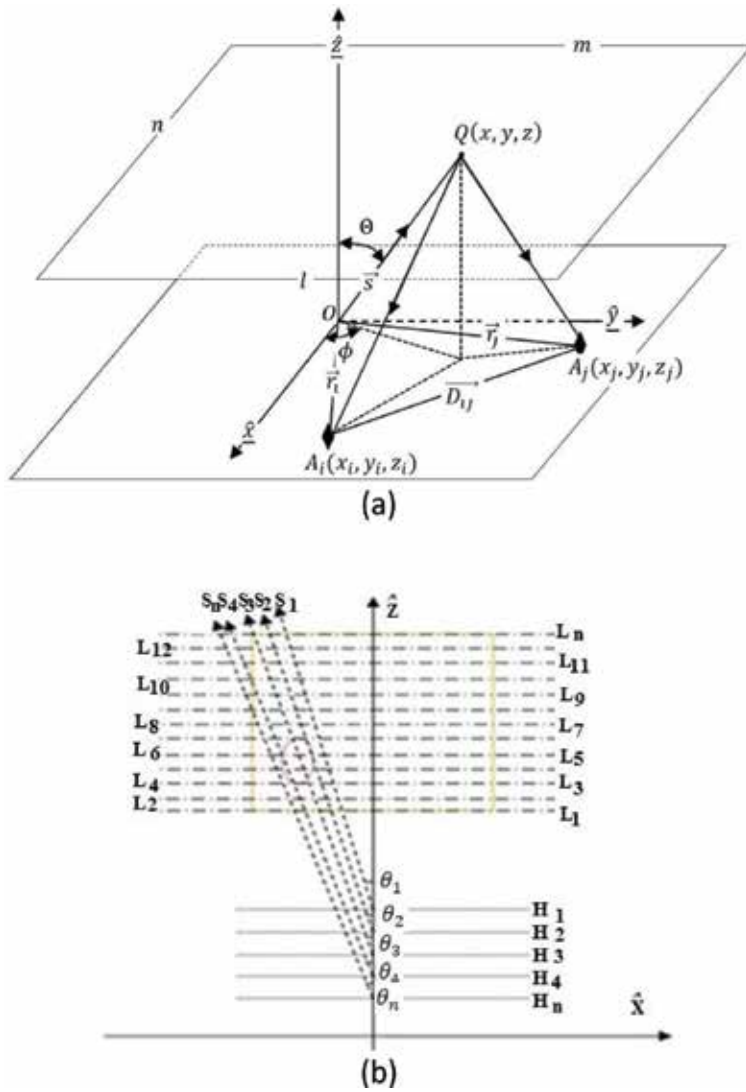 ẑ
m
n
Q(x, y, z)
Θ
l
s⃗
O
ŷ
r⃗ⱼ
ϕ
Aⱼ(xⱼ, yⱼ, zⱼ)
r⃗ᵢ
D⃗ᵢⱼ
x̂
Aᵢ(xᵢ, yᵢ, zᵢ)
(a)
Sₙ S₄ S₃ S₂ S₁
ẑ
Lₙ
L₁₂
L₁₁
L₁₀
L₉
L₈
L₇
L₆
L₅
L₄
L₃
L₂
L₁
θ₁
H₁
θ₂
H₂
θ₃
H₃
θ₄
H₄
θₙ
Hₙ
x̂
(b)